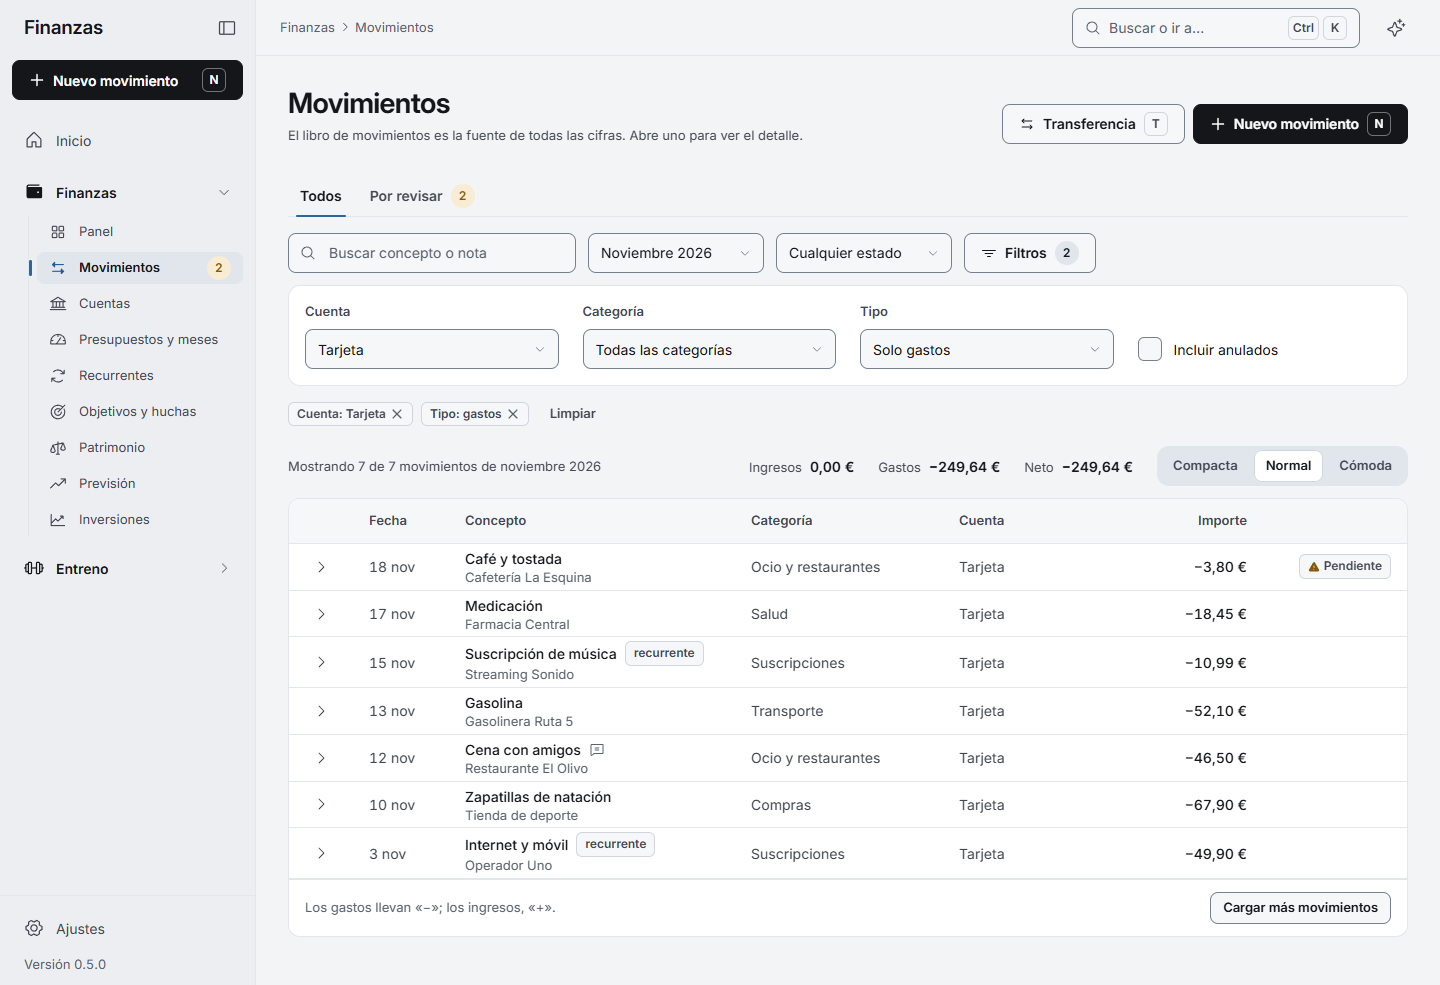 Finanzas
Nuevo movimiento N
Inicio
Finanzas
Panel
Movimientos 2
Cuentas
Presupuestos y meses
Recurrentes
Objetivos y huchas
Patrimonio
Previsión
Inversiones
Entreno
Ajustes
Versión 0.5.0
Finanzas > Movimientos
Buscar o ir a... Ctrl K
Movimientos
El libro de movimientos es la fuente de todas las cifras. Abre uno para ver el detalle.
Transferencia T
Nuevo movimiento N
Todos
Por revisar 2
Buscar concepto o nota
Noviembre 2026
Cualquier estado
Filtros 2
Cuenta
Tarjeta
Categoría
Todas las categorías
Tipo
Solo gastos
Incluir anulados
Cuenta: Tarjeta
Tipo: gastos
Limpiar
Mostrando 7 de 7 movimientos de noviembre 2026
Ingresos 0,00 €
Gastos −249,64 €
Neto −249,64 €
Compacta Normal Cómoda
Fecha Concepto Categoría Cuenta Importe
18 nov Café y tostada Ocio y restaurantes Tarjeta −3,80 € Pendiente
Cafetería La Esquina
17 nov Medicación Salud Tarjeta −18,45 €
Farmacia Central
15 nov Suscripción de música recurrente Suscripciones Tarjeta −10,99 €
Streaming Sonido
13 nov Gasolina Transporte Tarjeta −52,10 €
Gasolinera Ruta 5
12 nov Cena con amigos Ocio y restaurantes Tarjeta −46,50 €
Restaurante El Olivo
10 nov Zapatillas de natación Compras Tarjeta −67,90 €
Tienda de deporte
3 nov Internet y móvil recurrente Suscripciones Tarjeta −49,90 €
Operador Uno
Los gastos llevan «−»; los ingresos, «+».
Cargar más movimientos